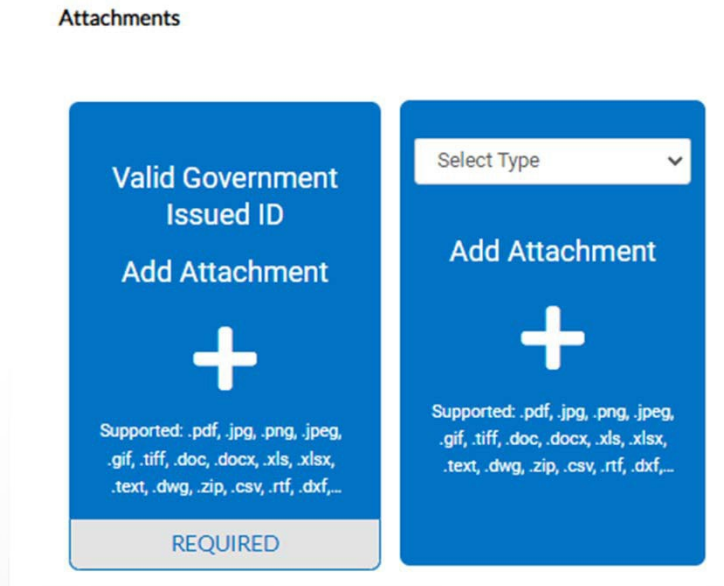 Attachments
Valid Government
Issued ID
Add Attachment
Supported: .pdf, .jpg, .png, .jpeg,
.gif, .tiff, .doc, .docx, .xls, .xlsx,
.text, .dwg, .zip, .csv, .rtf, .dxf,...
REQUIRED
Select Type
Add Attachment
Supported: .pdf, .jpg, .png, .jpeg,
.gif, .tiff, .doc, .docx, .xls, .xlsx,
.text, .dwg, .zip, .csv, .rtf, .dxf,...